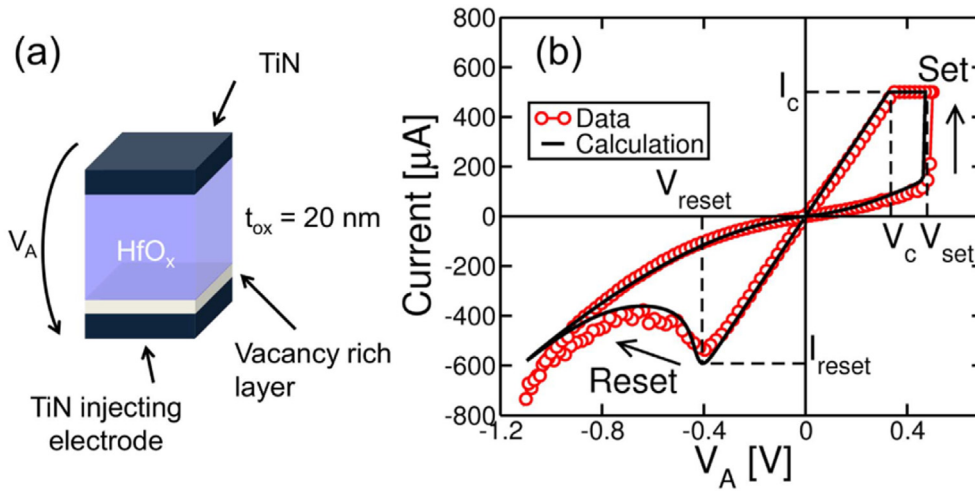 (a)
TiN
V_A
HfO_x
t_ox = 20 nm
Vacancy rich
layer
TiN injecting
electrode
(b)
800
600
400
200
0
-200
-400
-600
-800
Current [μA]
I_c
Set
Data
Calculation
V_reset
V_c
V_set
Reset
I_reset
-1.2
-0.8
-0.4
0
0.4
V_A [V]